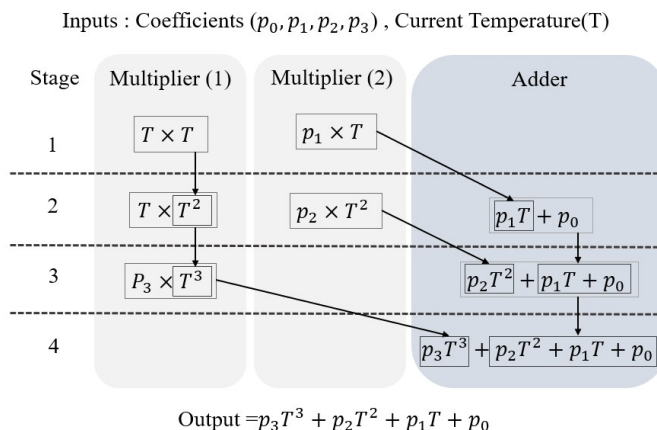 Inputs : Coefficients (p₀, p₁, p₂, p₃) , Current Temperature(T)
Stage Multiplier (1) Multiplier (2) Adder
1 T × T p₁ × T
2 T × T² p₂ × T² p₁T + p₀
3 P₃ × T³ p₂T² + p₁T + p₀
4 p₃T³ + p₂T² + p₁T + p₀
Output =p₃T³ + p₂T² + p₁T + p₀